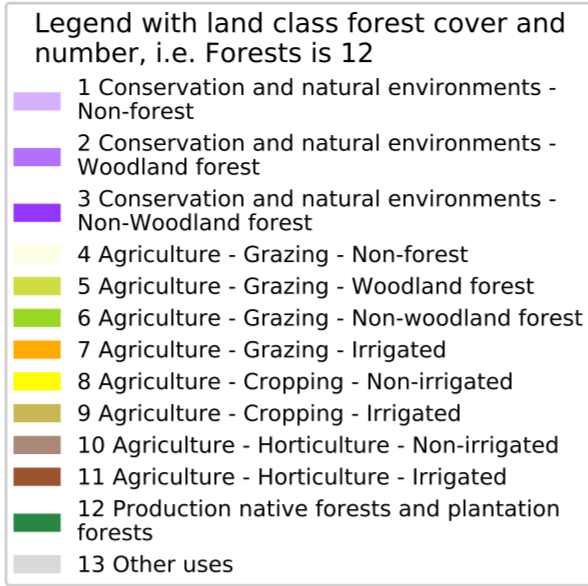 Legend with land class forest cover and
number, i.e. Forests is 12
1 Conservation and natural environments -
Non-forest
2 Conservation and natural environments -
Woodland forest
3 Conservation and natural environments -
Non-Woodland forest
4 Agriculture - Grazing - Non-forest
5 Agriculture - Grazing - Woodland forest
6 Agriculture - Grazing - Non-woodland forest
7 Agriculture - Grazing - Irrigated
8 Agriculture - Cropping - Non-irrigated
9 Agriculture - Cropping - Irrigated
10 Agriculture - Horticulture - Non-irrigated
11 Agriculture - Horticulture - Irrigated
12 Production native forests and plantation
forests
13 Other uses